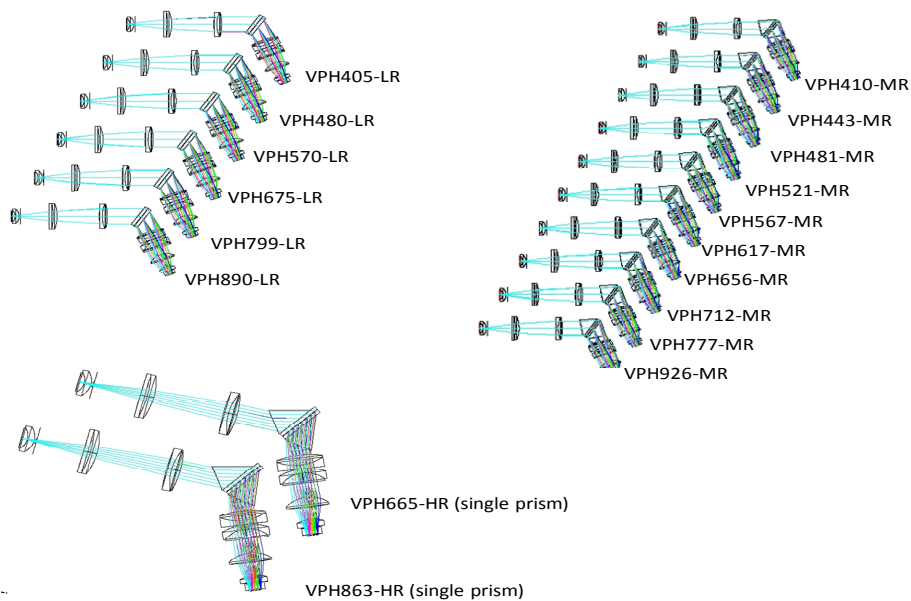 VPH405-LR
VPH480-LR
VPH570-LR
VPH675-LR
VPH799-LR
VPH890-LR
VPH410-MR
VPH443-MR
VPH481-MR
VPH521-MR
VPH567-MR
VPH617-MR
VPH656-MR
VPH712-MR
VPH777-MR
VPH926-MR
VPH665-HR (single prism)
VPH863-HR (single prism)